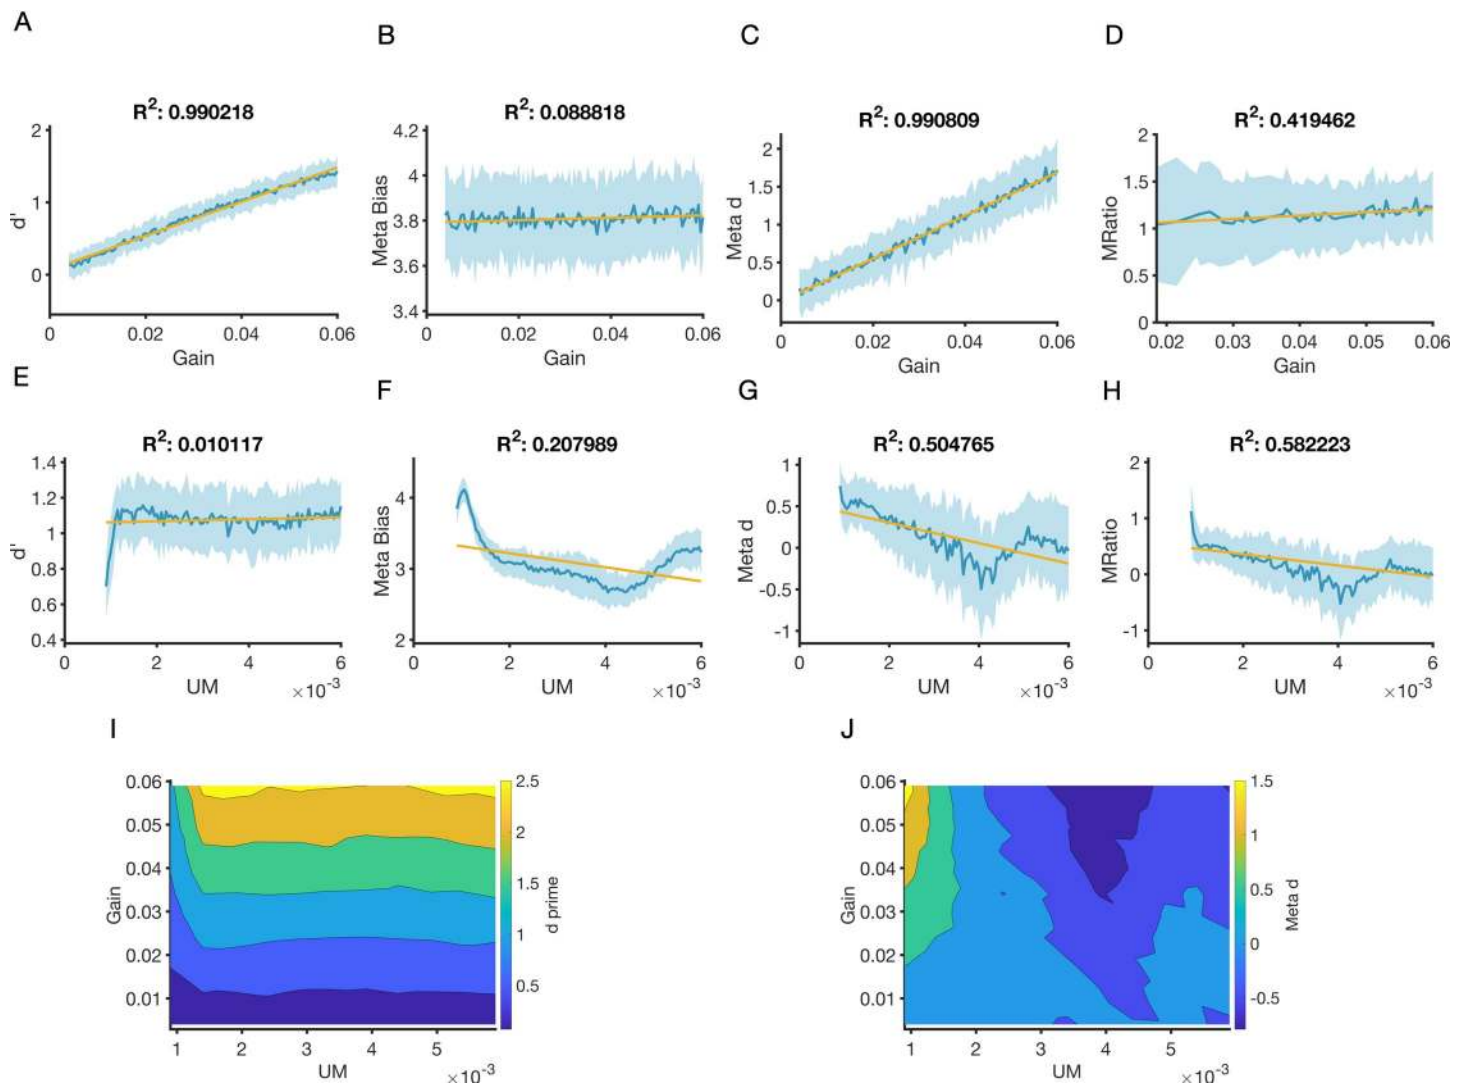 A
B
C
D
R²: 0.990218
R²: 0.088818
R²: 0.990809
R²: 0.419462
d'
2
1
0
0
0.02
0.04
0.06
Gain
Meta Bias
4.2
4
3.8
3.6
3.4
0
0.02
0.04
0.06
Gain
Meta d
2
1.5
1
0.5
0
0
0.02
0.04
0.06
Gain
MRatio
2
1.5
1
0.5
0
0.02
0.03
0.04
0.05
0.06
Gain
E
F
G
H
R²: 0.010117
R²: 0.207989
R²: 0.504765
R²: 0.582223
d'
1.4
1.2
1
0.8
0.6
0.4
0
2
4
6
UM
×10⁻³
Meta Bias
4
3
2
0
2
4
6
UM
×10⁻³
Meta d
1
0.5
0
-0.5
-1
0
2
4
6
UM
×10⁻³
MRatio
2
1
0
-1
0
2
4
6
UM
×10⁻³
I
J
Gain
0.06
0.05
0.04
0.03
0.02
0.01
1
2
3
4
5
UM
×10⁻³
2.5
2
1.5
1
0.5
d prime
Gain
0.06
0.05
0.04
0.03
0.02
0.01
1
2
3
4
5
UM
×10⁻³
1.5
1
0.5
0
-0.5
Meta d